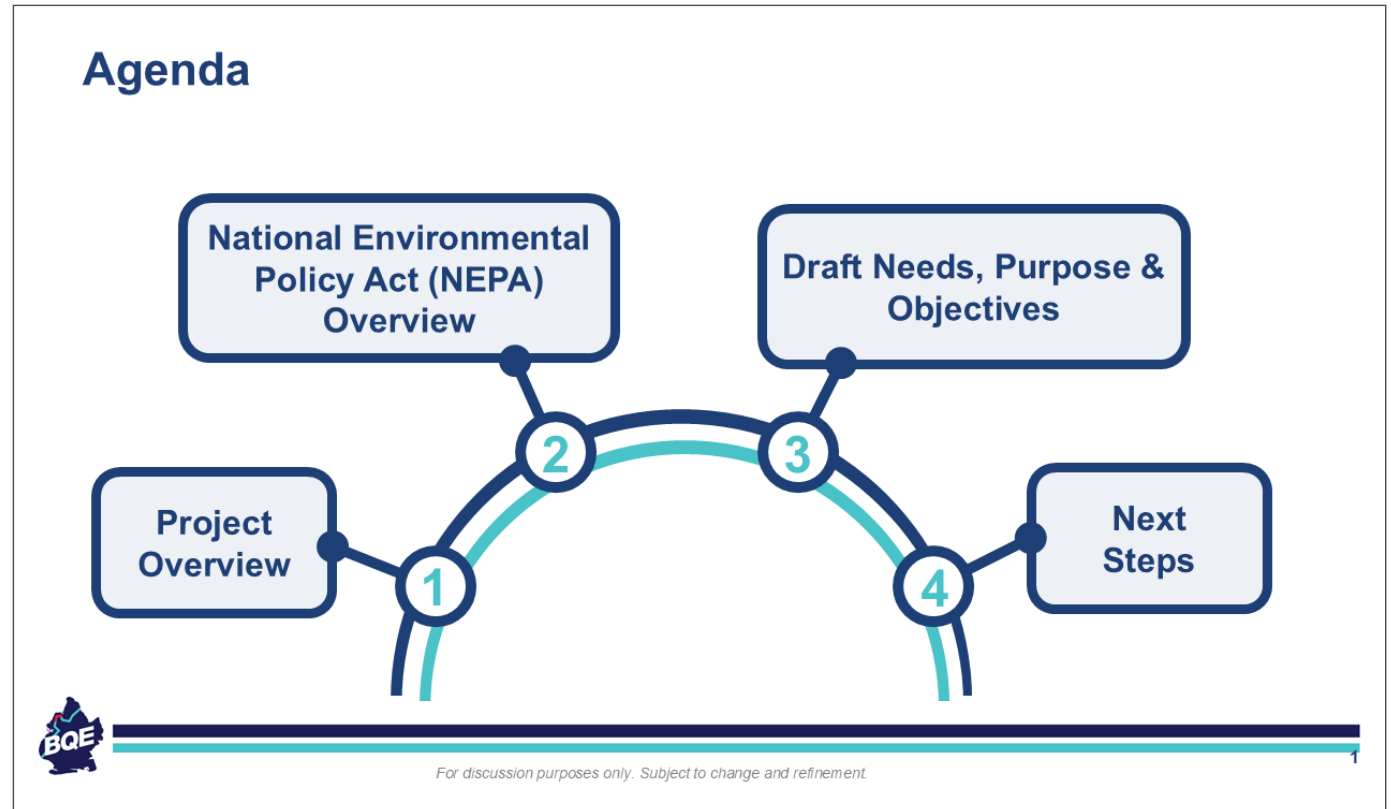 Agenda
National Environmental
Policy Act (NEPA)
Overview
Draft Needs, Purpose &
Objectives
2
3
Project
Overview
Next
Steps
1
4
BQE
1
For discussion purposes only. Subject to change and refinement.